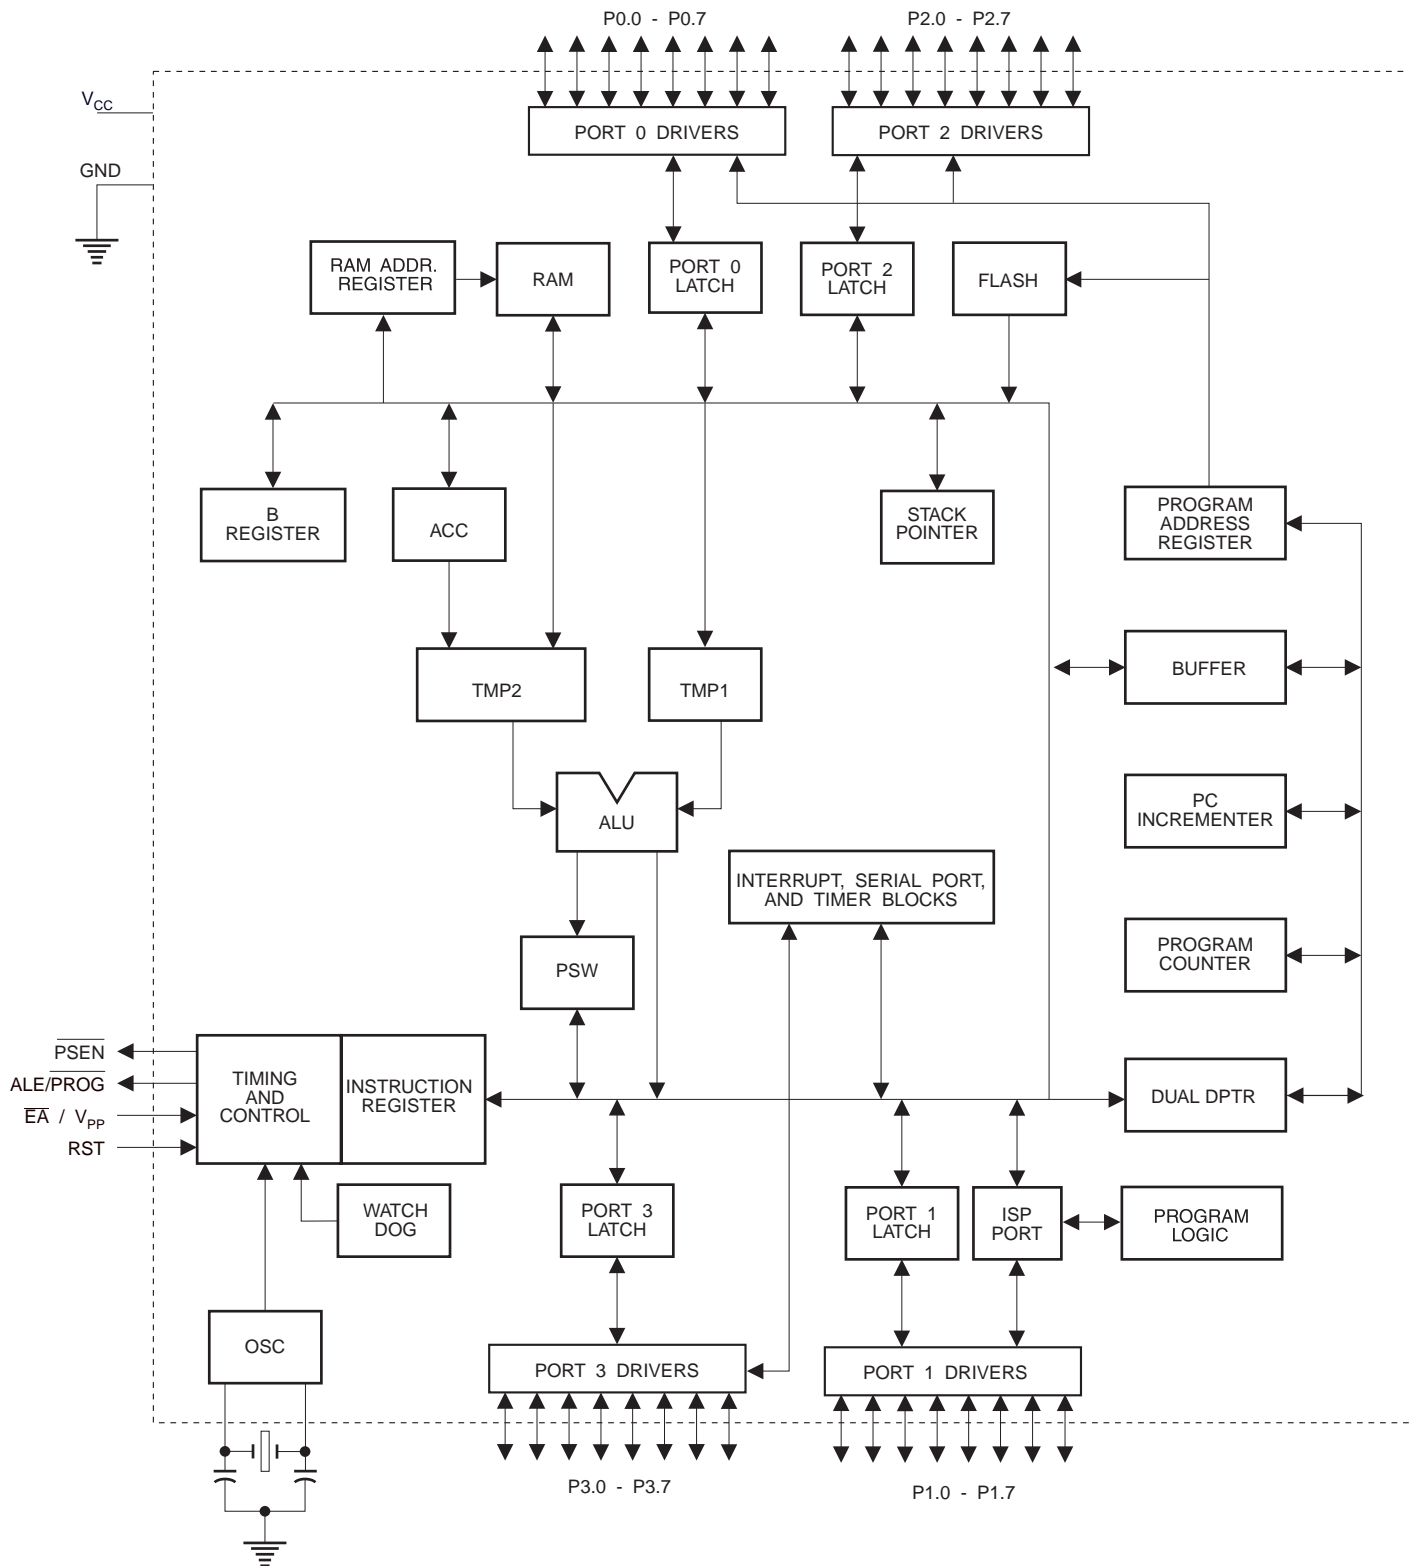 P0.0 - P0.7
P2.0 - P2.7
VCC
PORT 0 DRIVERS
PORT 2 DRIVERS
GND
RAM ADDR.
REGISTER
RAM
PORT 0
LATCH
PORT 2
LATCH
FLASH
B
REGISTER
ACC
STACK
POINTER
PROGRAM
ADDRESS
REGISTER
TMP2
TMP1
BUFFER
ALU
PC
INCREMENTER
INTERRUPT, SERIAL PORT,
AND TIMER BLOCKS
PSW
PROGRAM
COUNTER
PSEN
ALE/PROG
EA / VPP
RST
TIMING
AND
CONTROL
INSTRUCTION
REGISTER
DUAL DPTR
WATCH
DOG
PORT 3
LATCH
PORT 1
LATCH
ISP
PORT
PROGRAM
LOGIC
OSC
PORT 3 DRIVERS
PORT 1 DRIVERS
P3.0 - P3.7
P1.0 - P1.7